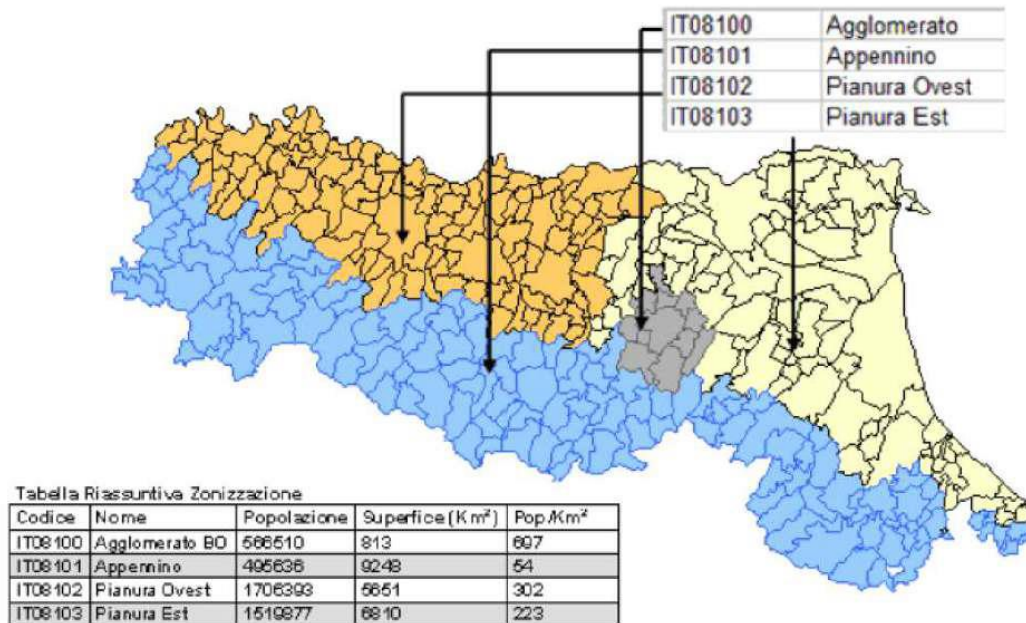 IT08100 Agglomerato
IT08101 Appennino
IT08102 Pianura Ovest
IT08103 Pianura Est
Tabella Riassuntiva Zonizzazione
Codice Nome Popolazione Superfice (Km²) Pop/Km²
IT08100 Agglomerato BO 566510 813 697
IT08101 Appennino 495636 9248 54
IT08102 Pianura Ovest 1706393 5651 302
IT08103 Pianura Est 1519877 6810 223